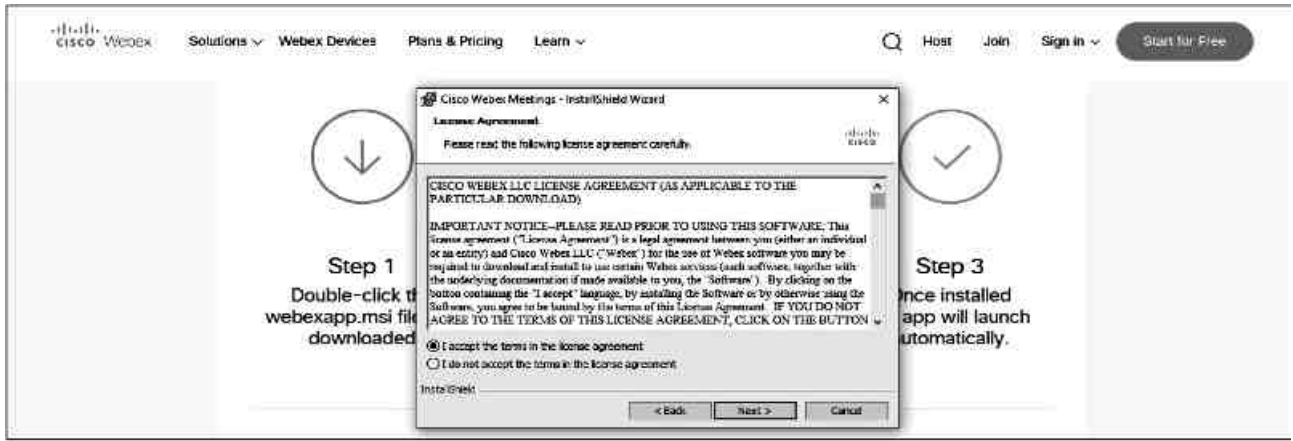 CISCO Webex
Solutions Webex Devices Plans & Pricing Learn Host Join Sign in Start for Free
Cisco Webex Meetings - InstallShield Wizard
License Agreement
Please read the following license agreement carefully.
CISCO
CISCO WEBEX LLC LICENSE AGREEMENT (AS APPLICABLE TO THE
PARTICULAR DOWNLOAD)
IMPORTANT NOTICE--PLEASE READ PRIOR TO USING THIS SOFTWARE: This
license agreement ("License Agreement") is a legal agreement between you (either an individual
or an entity) and Cisco Webex LLC ("Webex") for the use of Webex software you may be
required to download and install to use certain Webex services (such software, together with
the underlying documentation if made available to you, the "Software"). By clicking on the
button containing the "I accept" language, by installing the Software or by otherwise using the
Software, you agree to be bound by the terms of this License Agreement. IF YOU DO NOT
AGREE TO THE TERMS OF THIS LICENSE AGREEMENT, CLICK ON THE BUTTON
I accept the terms in the license agreement
I do not accept the terms in the license agreement
InstallShield
< Back Next > Cancel
Step 1
Double-click
webexapp.msi
downloaded
Step 3
installed
app will launch
automatically.